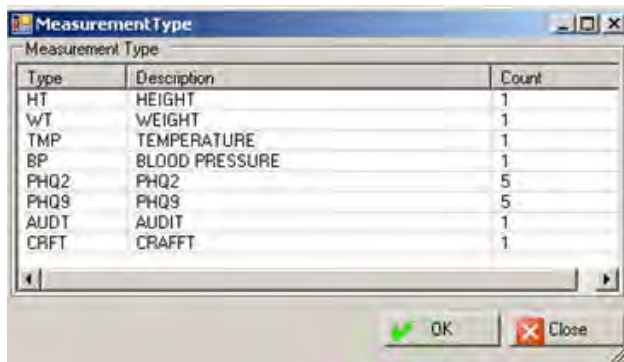 MeasurementType
Measurement Type
Type Description Count
HT HEIGHT 1
WT WEIGHT 1
TMP TEMPERATURE 1
BP BLOOD PRESSURE 1
PHQ2 PHQ2 5
PHQ9 PHQ9 5
AUDT AUDIT 1
CRFT CRAFFT 1
OK Close